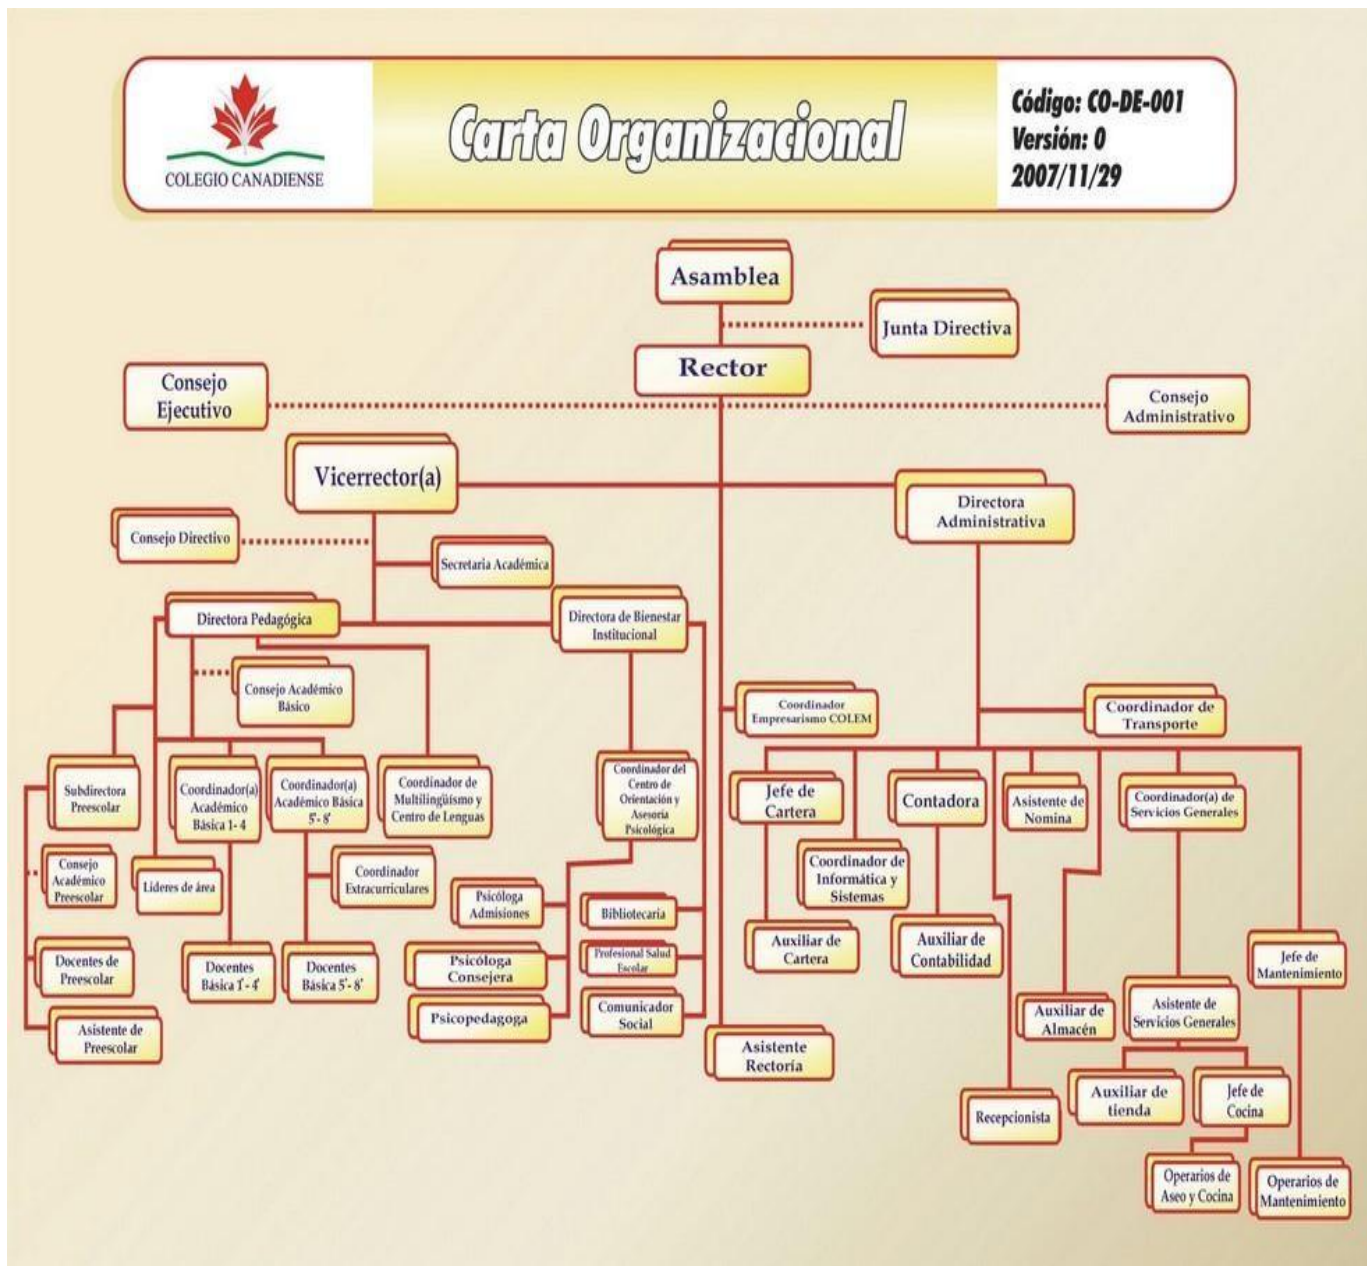 COLEGIO CANADIENSE
Carta Organizacional
Código: CO-DE-001
Versión: 0
2007/11/29
Asamblea
Junta Directiva
Rector
Consejo
Ejecutivo
Consejo
Administrativo
Vicerrector(a)
Directora
Administrativa
Consejo Directivo
Secretaria Académica
Directora Pedagógica
Directora de Bienestar
Institucional
Consejo Académico
Básico
Coordinador
Empresarismo COLEM
Coordinador de
Transporte
Subdirectora
Preescolar
Coordinador(a)
Académico
Básica 1- 4
Coordinador(a)
Académico Básica
5'- 8'
Coordinador de
Multilingüismo y
Centro de Lenguas
Coordinador del
Centro de
Orientación y
Asesoría
Psicológica
Jefe de
Cartera
Contadora
Asistente de
Nomina
Coordinador(a) de
Servicios Generales
Consejo
Académico
Preescolar
Lideres de área
Coordinador
Extracurriculares
Coordinador de
Informática y
Sistemas
Psicóloga
Admisiones
Bibliotecaria
Auxiliar de
Cartera
Auxiliar de
Contabilidad
Jefe de
Mantenimiento
Docentes de
Preescolar
Docentes
Básica 1'- 4'
Docentes
Básica 5'- 8'
Psicóloga
Consejera
Profesional Salud
Escolar
Psicopedagoga
Comunicador
Social
Auxiliar de
Almacén
Asistente de
Servicios Generales
Asistente de
Preescolar
Asistente
Rectoría
Recepcionista
Auxiliar de
tienda
Jefe de
Cocina
Operarios de
Aseo y Cocina
Operarios de
Mantenimiento